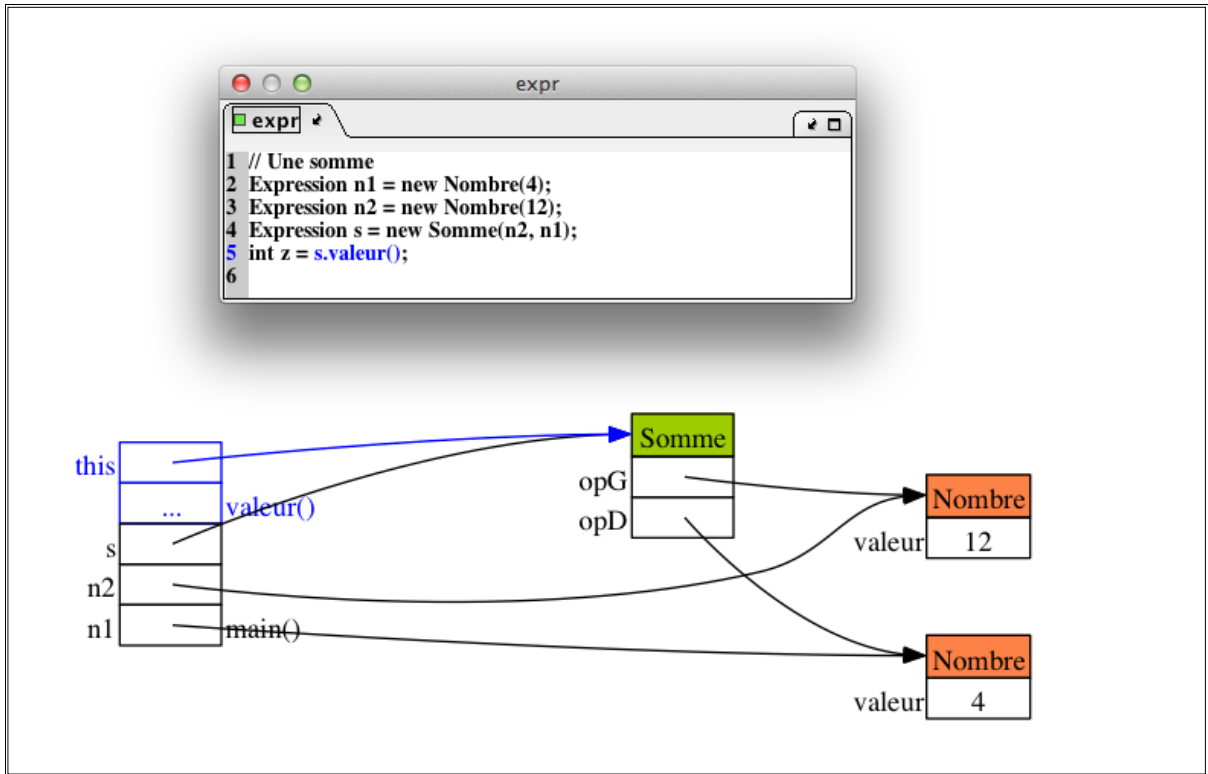 expr
expr
1 // Une somme
2 Expression n1 = new Nombre(4);
3 Expression n2 = new Nombre(12);
4 Expression s = new Somme(n2, n1);
5 int z = s.valeur();
6
Somme
this
opG
Nombre
... valeur()
opD
valeur 12
s
n2
n1 main()
Nombre
valeur 4